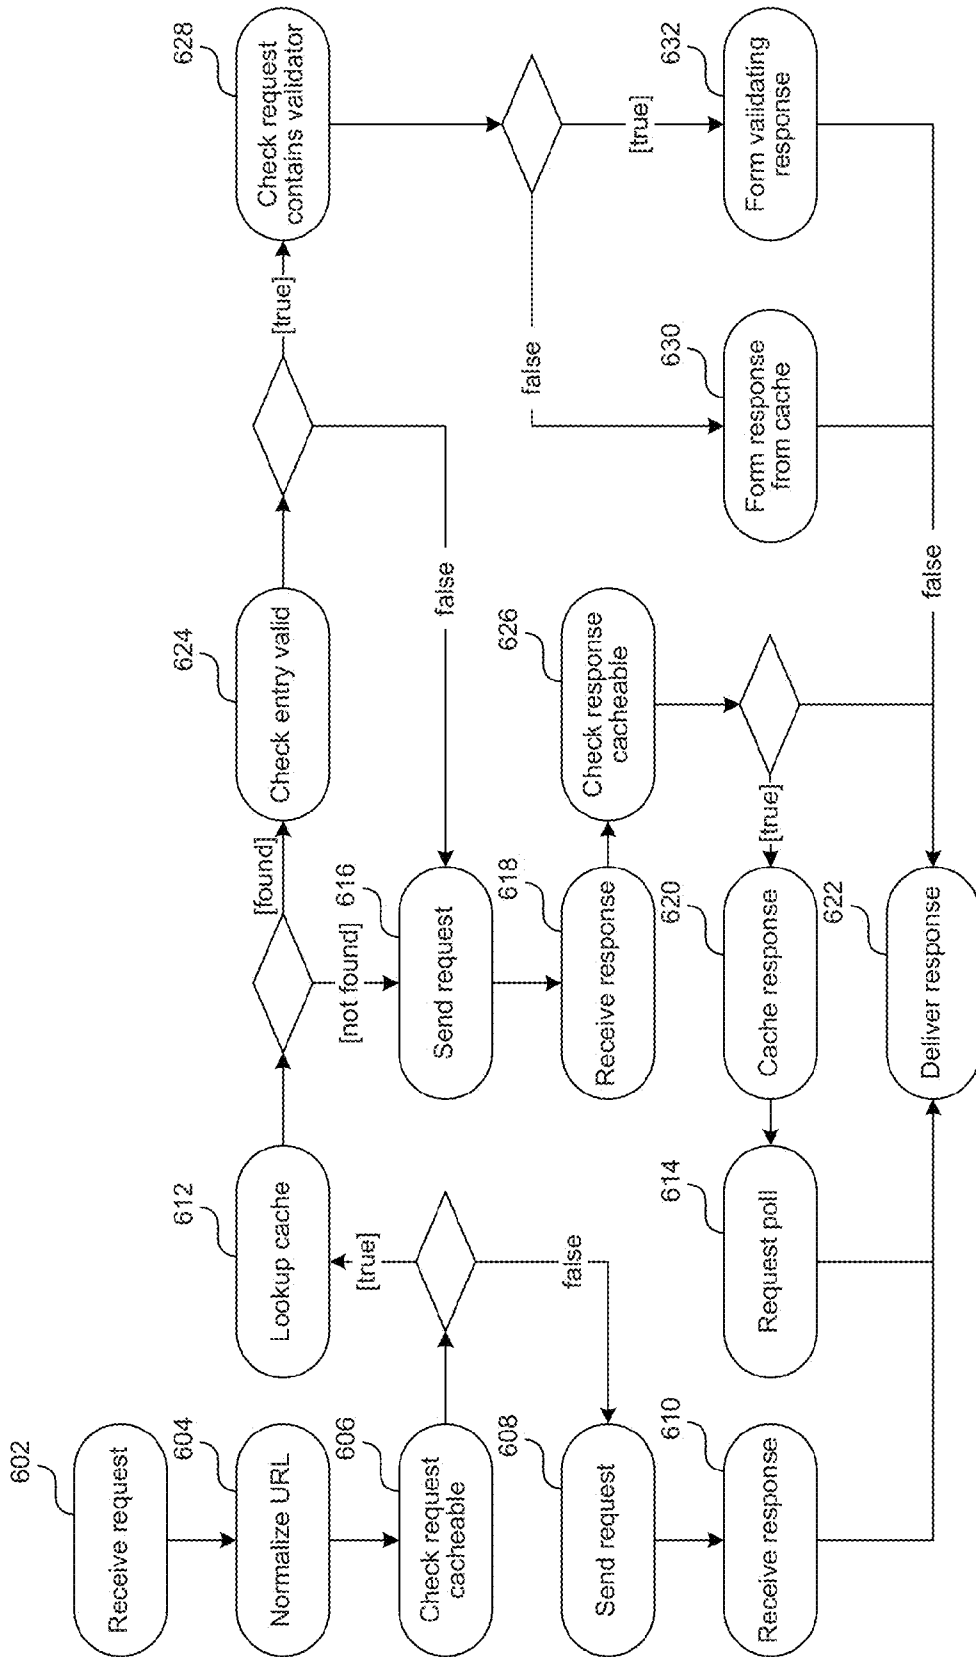 602
Receive request
604
Normalize URL
606
Check request
cacheable
[true]
false
608
Send request
610
Receive response
612
Lookup cache
[found]
[not found]
614
Request poll
616
Send request
618
Receive response
620
Cache response
622
Deliver response
624
Check entry valid
[true]
false
626
Check response
cacheable
[true]
false
628
Check request
contains validator
[true]
false
630
Form response
from cache
632
Form validating
response